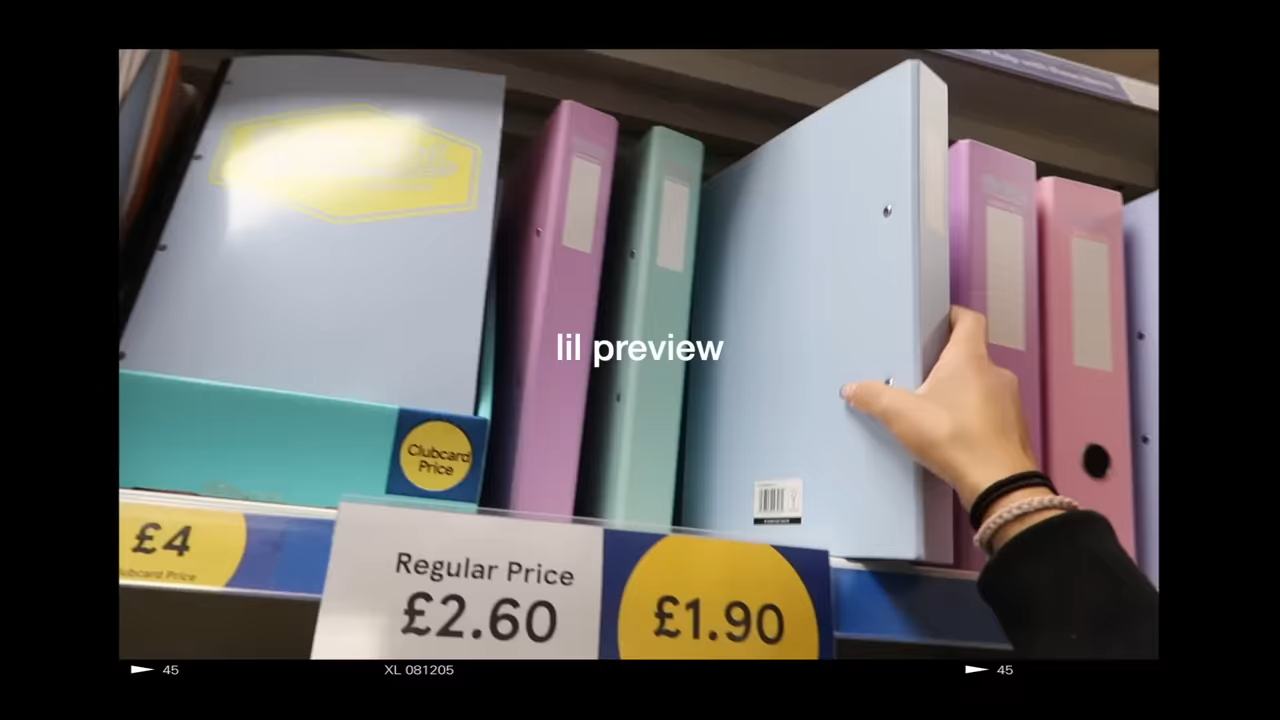 lil preview
Clubcard
Price
£4
Clubcard Price
Regular Price
£2.60
£1.90
45
XL 081205
45